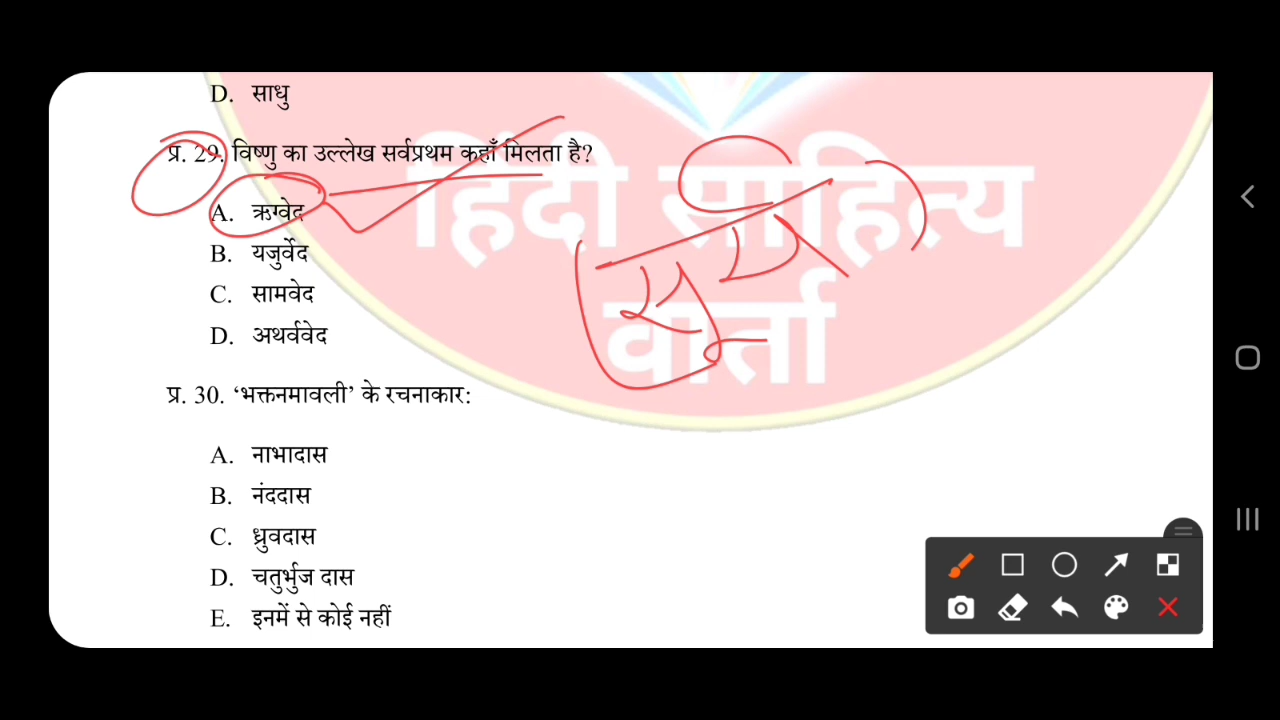 D. साधु
प्र. 29. विष्णु का उल्लेख सर्वप्रथम कहाँ मिलता है?
A. ऋग्वेद
B. यजुर्वेद
C. सामवेद
D. अथर्ववेद
हिदी साहित्य
वार्ता
प्र. 30. ‘भक्तनमावली’ के रचनाकार:
A. नाभादास
B. नंददास
C. ध्रुवदास
D. चतुर्भुज दास
E. इनमें से कोई नहीं